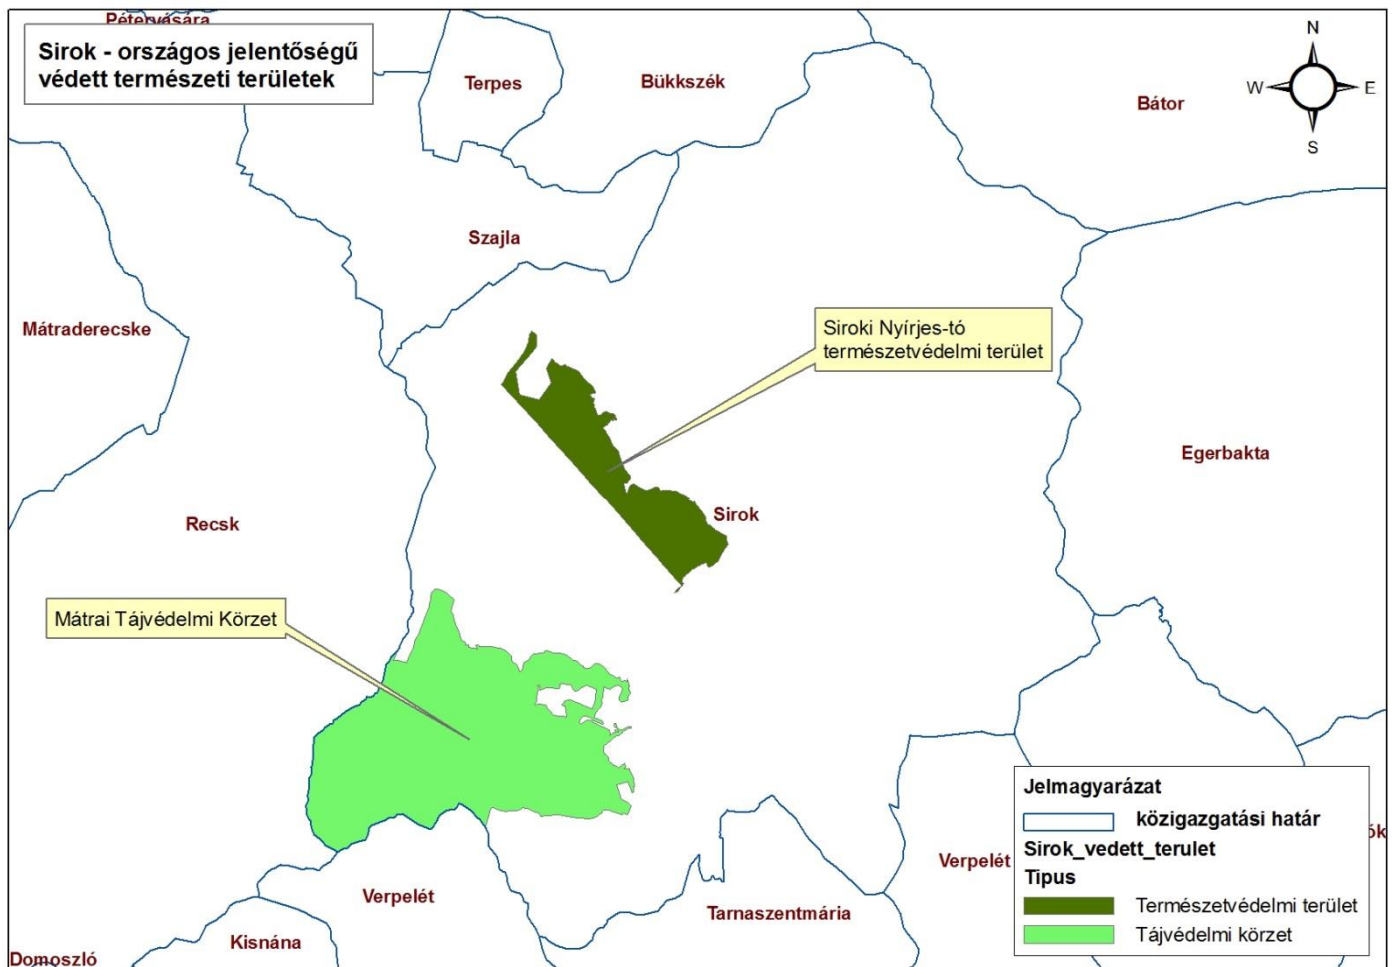 Pétervására
Sirok - országos jelentőségű
védett természeti területek
Terpes
Bükkszék
Bátor
N
W
E
S
Szajla
Mátraderecske
Siroki Nyírjes-tó
természetvédelmi terület
Egerbakta
Recsk
Sirok
Mátrai Tájvédelmi Körzet
Jelmagyarázat
közigazgatási határ
Sirok_vedett_terulet
Tipus
Természetvédelmi terület
Tájvédelmi körzet
Verpelét
Verpelét
Tarnaszentmária
Kisnána
Domoszló